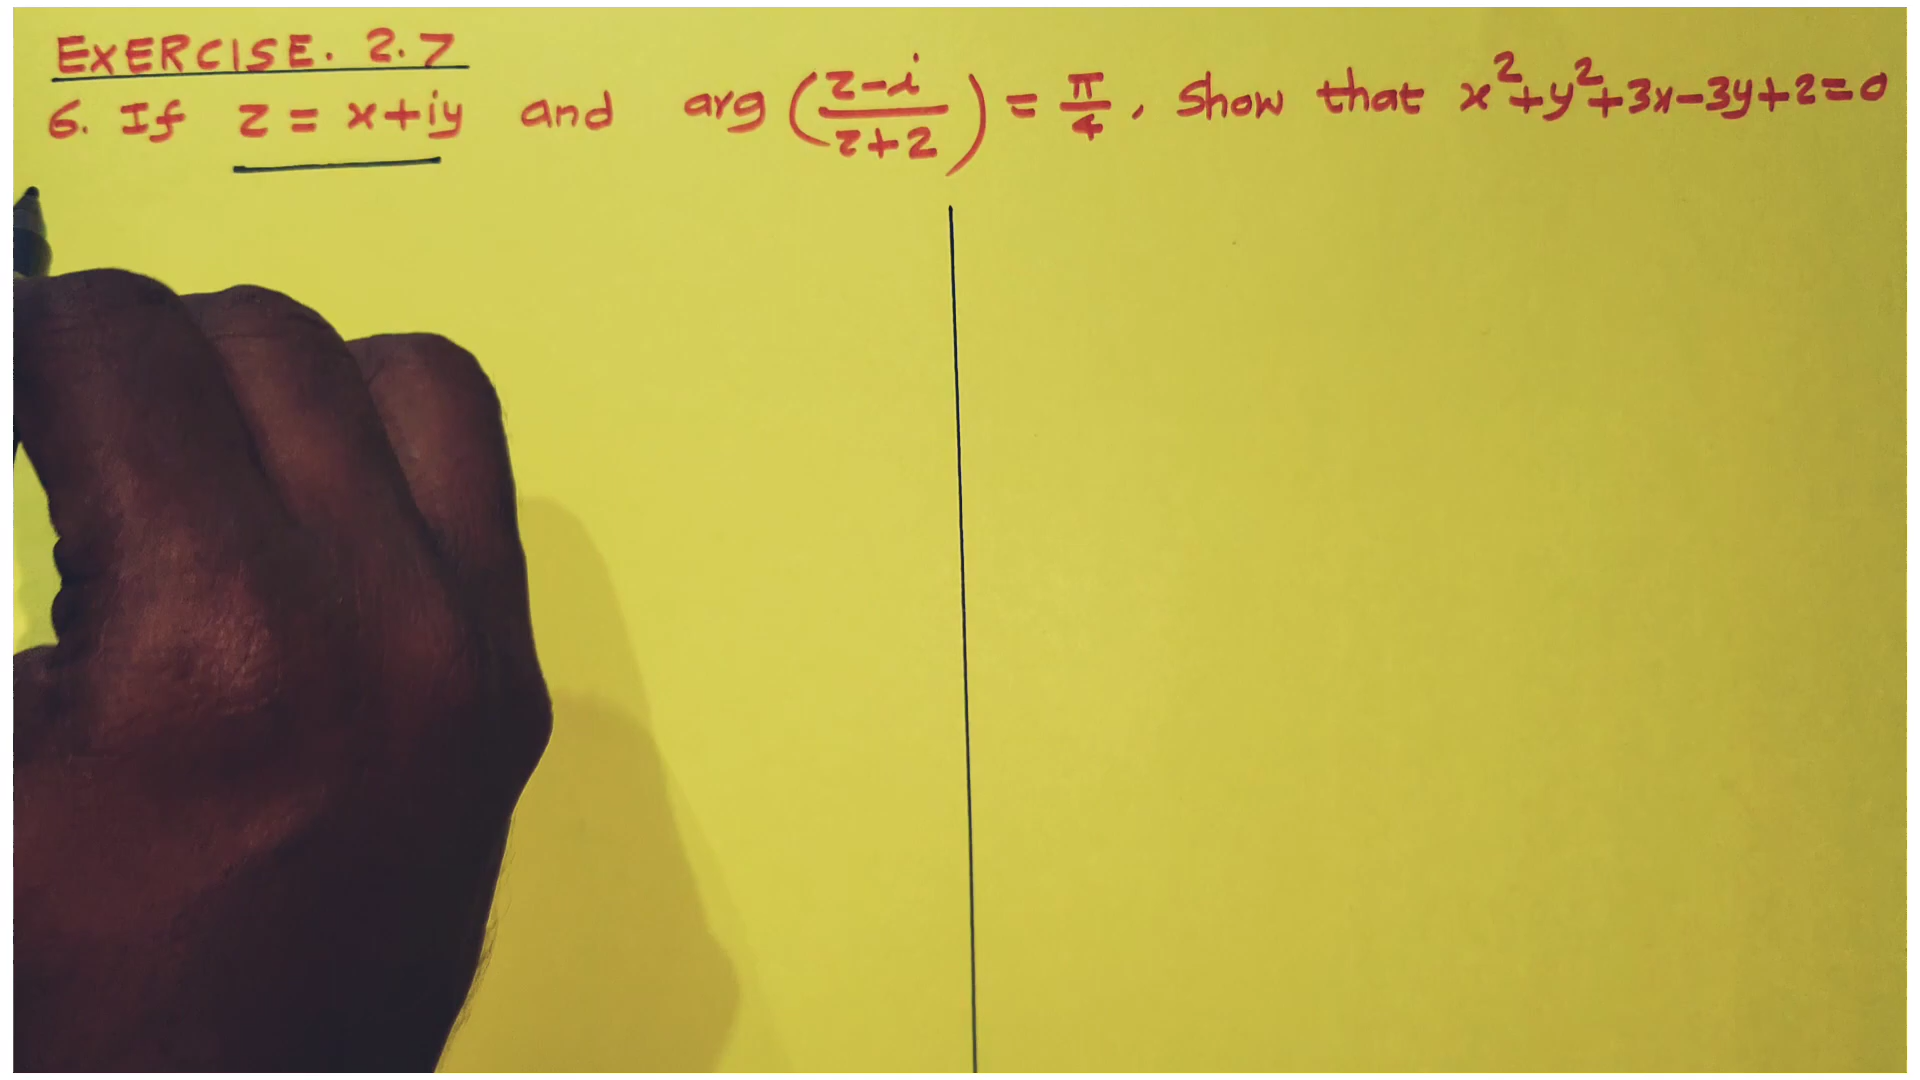 EXERCISE. 2.7
6. If z = x+iy and arg (z-i/z+2) = π/4, Show that x²+y²+3x-3y+2=0